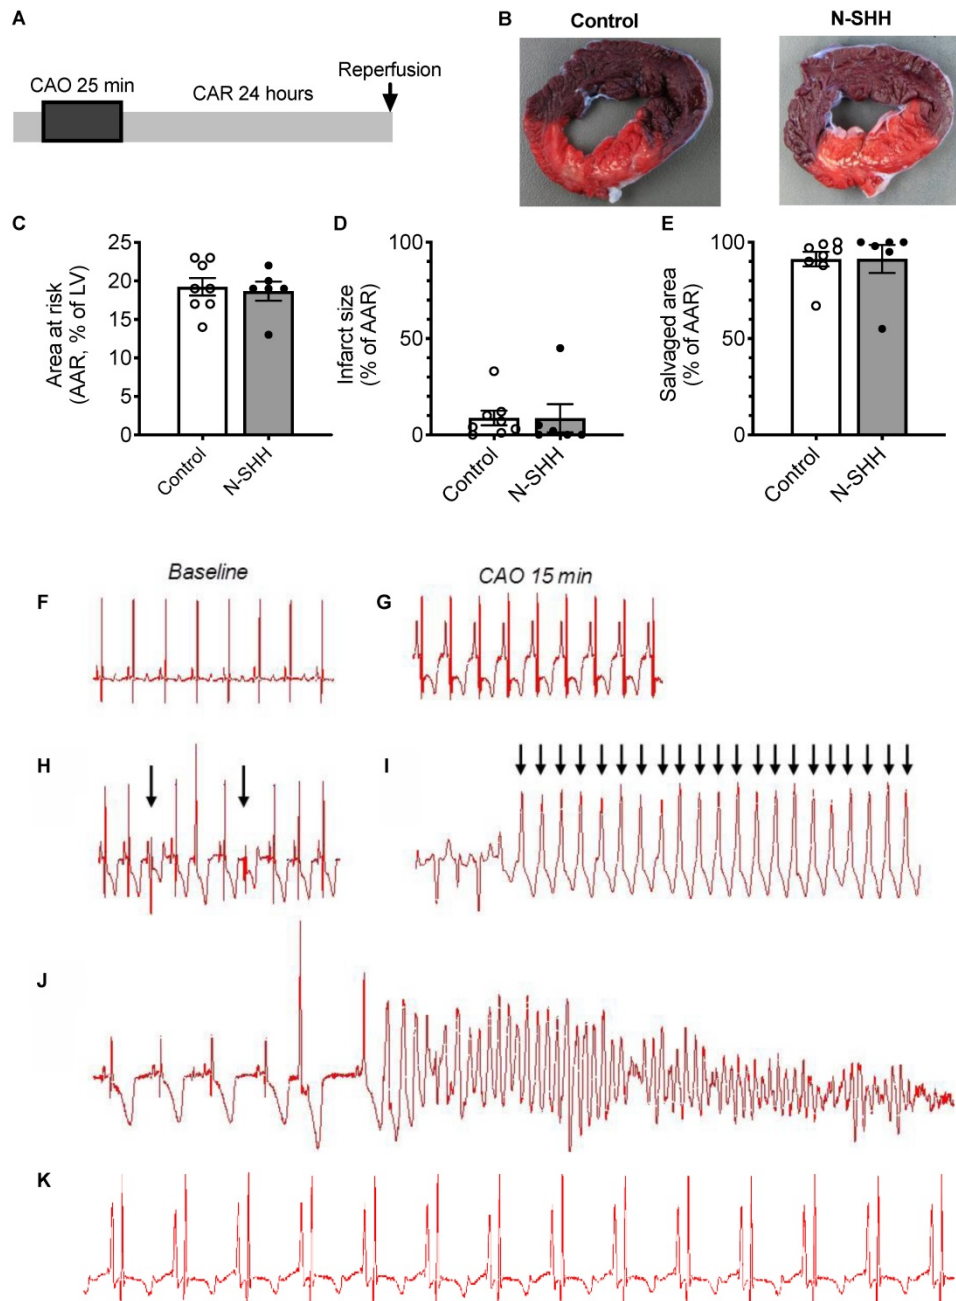 A
CAO 25 min
CAR 24 hours
Reperfusion
B
Control
N-SHH
C
Area at risk
(AAR, % of LV)
25
20
15
10
5
0
Control
N-SHH
D
Infarct size
(% of AAR)
100
50
0
Control
N-SHH
E
Salvaged area
(% of AAR)
100
50
0
Control
N-SHH
Baseline
CAO 15 min
F
G
H
I
J
K